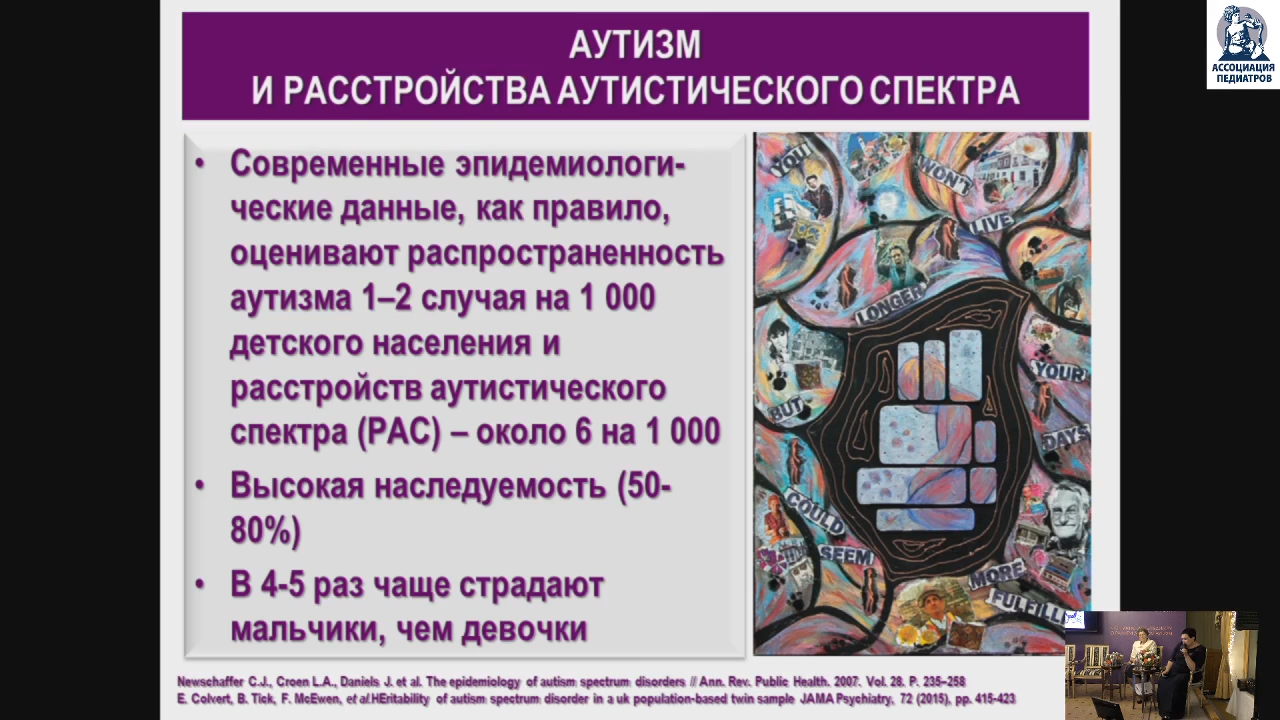 АУТИЗМ
И РАССТРОЙСТВА АУТИСТИЧЕСКОГО СПЕКТРА
АССОЦИАЦИЯ
ПЕДИАТРОВ
• Современные эпидемиологи-
ческие данные, как правило,
оценивают распространенность
аутизма 1–2 случая на 1 000
детского населения и
расстройств аутистического
спектра (РАС) – около 6 на 1 000
• Высокая наследуемость (50-
80%)
• В 4-5 раз чаще страдают
мальчики, чем девочки
YOU
WON'T
LIVE
LONGER
BUT
YOUR
DAYS
COULD
SEEM
MORE
FULFILL
Newschaffer C.J., Croen L.A., Daniels J. et al. The epidemiology of autism spectrum disorders // Ann. Rev. Public Health. 2007. Vol. 28. P. 235–258
E. Colvert, B. Tick, F. McEwen, et al.HEritability of autism spectrum disorder in a uk population-based twin sample JAMA Psychiatry, 72 (2015), pp. 415-423